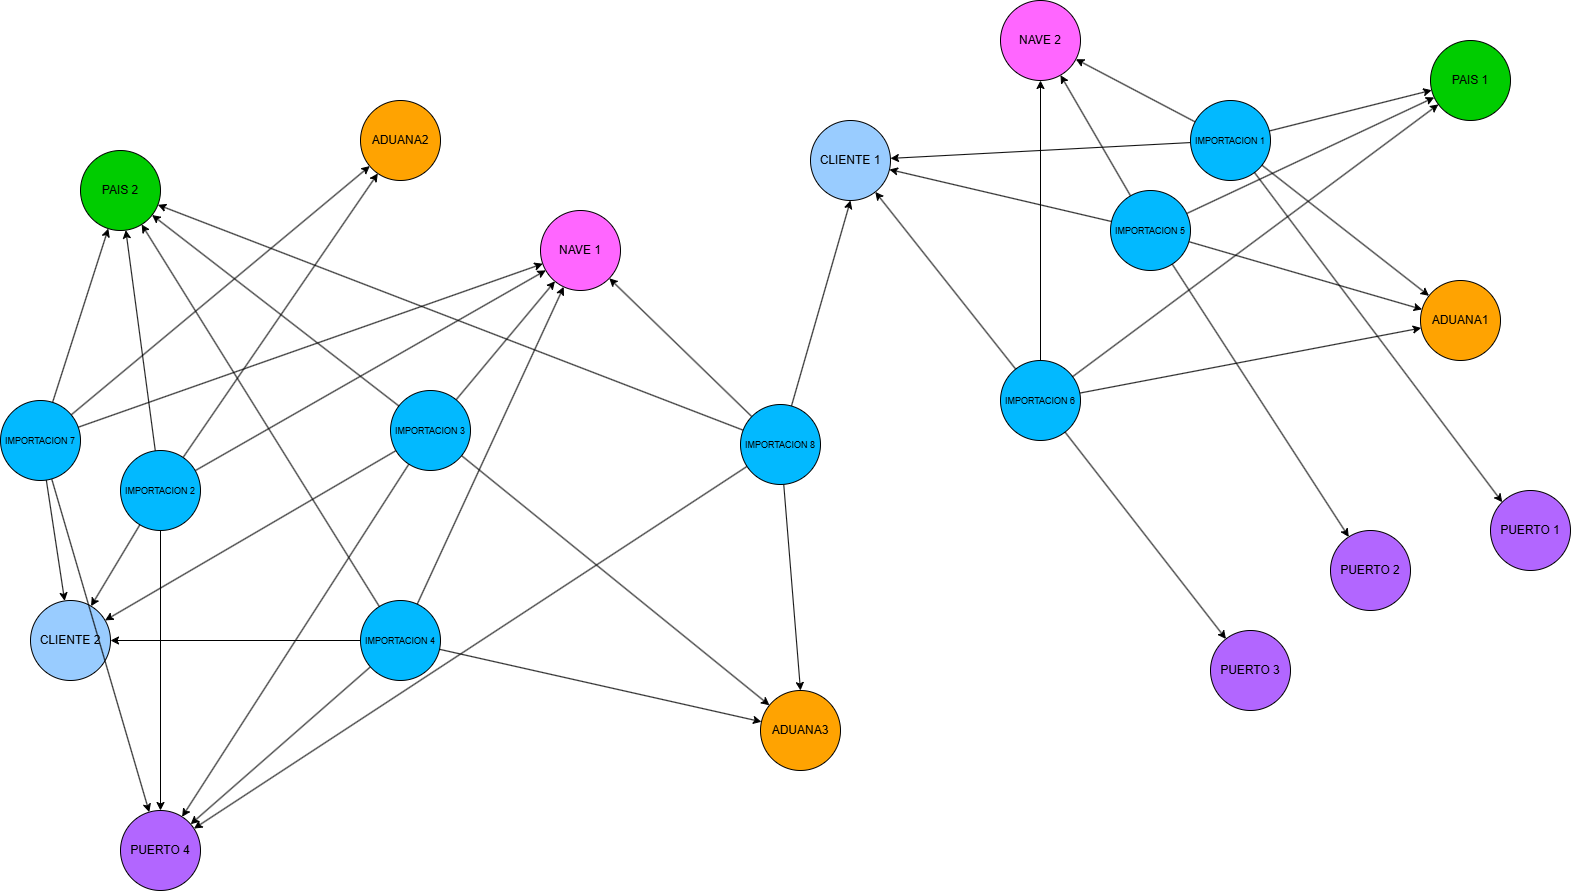 NAVE 2
PAIS 1
ADUANA2
IMPORTACION 1
CLIENTE 1
PAIS 2
IMPORTACION 5
NAVE 1
ADUANA1
IMPORTACION 6
IMPORTACION 3
IMPORTACION 7
IMPORTACION 8
IMPORTACION 2
PUERTO 1
PUERTO 2
CLIENTE 2
IMPORTACION 4
PUERTO 3
ADUANA3
PUERTO 4